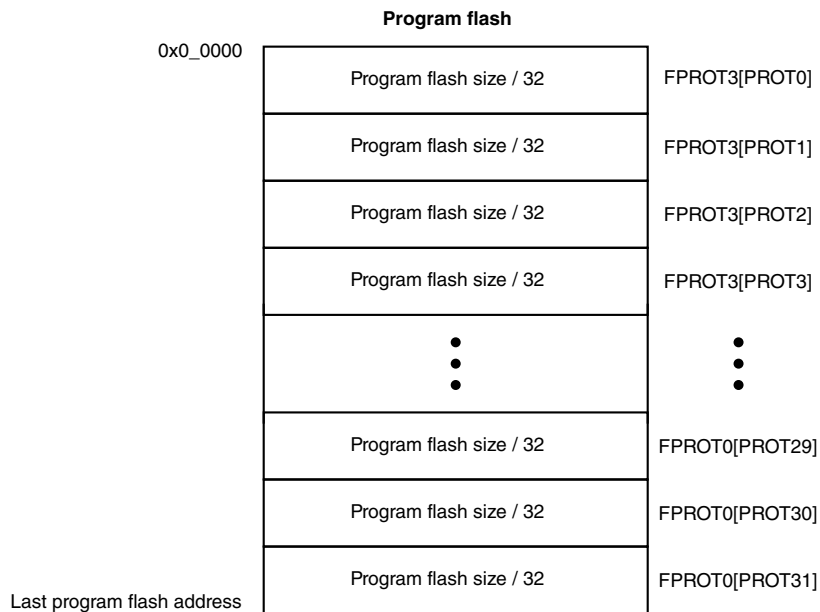 Program flash
0x0_0000
Program flash size / 32 FPROT3[PROT0]
Program flash size / 32 FPROT3[PROT1]
Program flash size / 32 FPROT3[PROT2]
Program flash size / 32 FPROT3[PROT3]
Program flash size / 32 FPROT0[PROT29]
Program flash size / 32 FPROT0[PROT30]
Program flash size / 32 FPROT0[PROT31]
Last program flash address